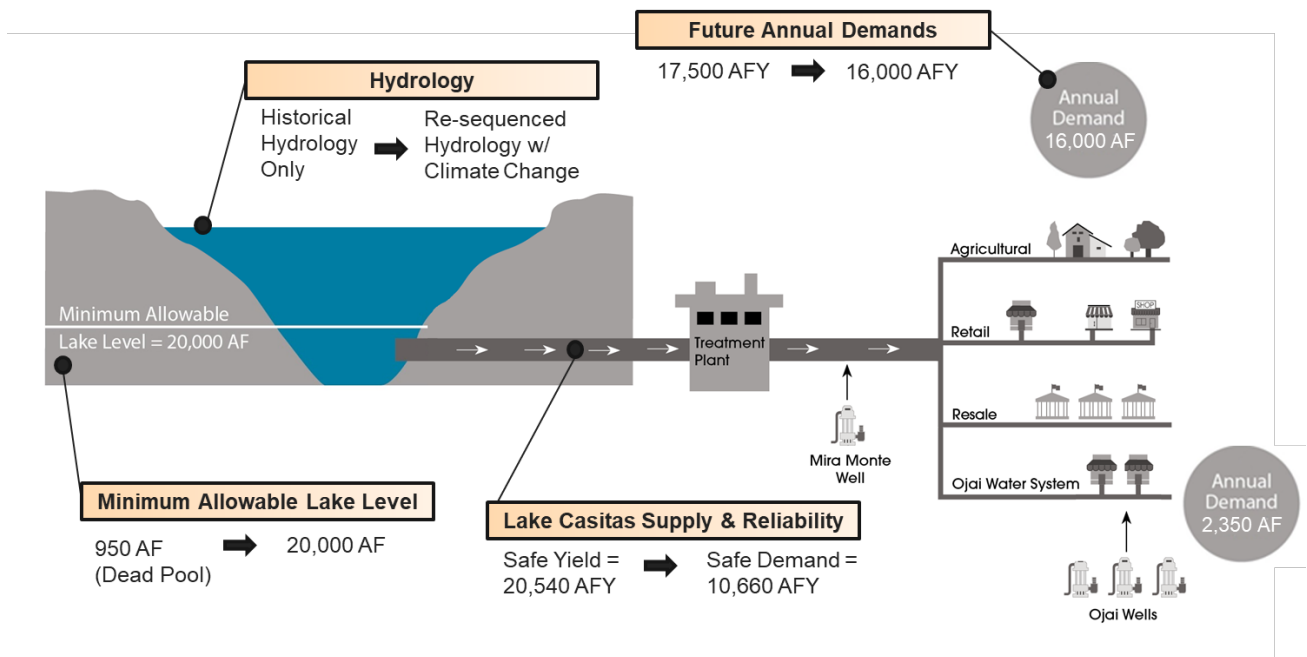 Future Annual Demands
17,500 AFY
16,000 AFY
Annual
Demand
16,000 AF
Hydrology
Historical
Hydrology
Only
Re-sequenced
Hydrology w/
Climate Change
Minimum Allowable
Lake Level = 20,000 AF
Treatment
Plant
Agricultural
Retail
SHOP
Resale
Ojai Water System
Annual
Demand
2,350 AF
Mira Monte
Well
Ojai Wells
Minimum Allowable Lake Level
950 AF
(Dead Pool)
20,000 AF
Lake Casitas Supply & Reliability
Safe Yield =
20,540 AFY
Safe Demand =
10,660 AFY